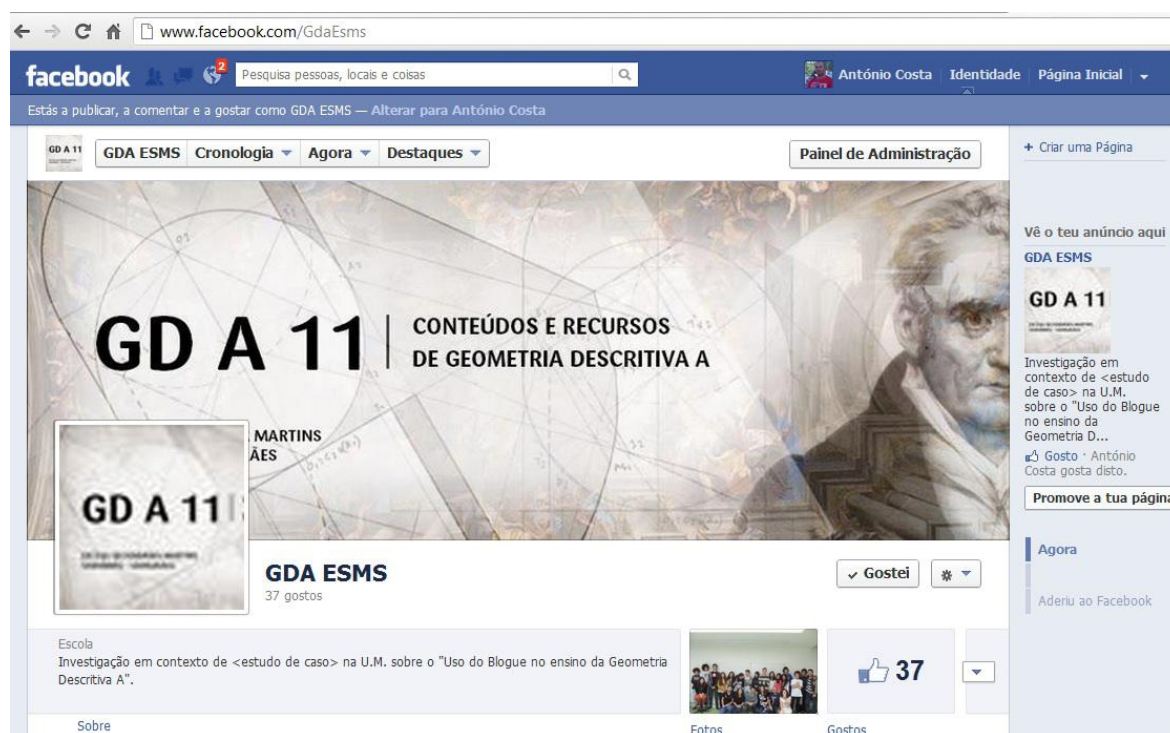 www.facebook.com/GdaEsms
facebook
2
Pesquisa pessoas, locais e coisas
António Costa
Identidade
Página Inicial
Estás a publicar, a comentar e a gostar como GDA ESMS — Alterar para António Costa
GD A 11
GDA ESMS
Cronologia
Agora
Destaques
Painel de Administração
+ Criar uma Página
GD A 11
CONTEÚDOS E RECURSOS
DE GEOMETRIA DESCRITIVA A
MARTINS
ÃES
GD A 11
GDA ESMS
37 gostos
Gostei
Escola
Investigação em contexto de <estudo de caso> na U.M. sobre o "Uso do Blogue no ensino da Geometria
Descritiva A".
37
Sobre
Fotos
Gostos
Vê o teu anúncio aqui
GDA ESMS
GD A 11
Investigação em
contexto de <estudo
de caso> na U.M.
sobre o "Uso do Blogue
no ensino da
Geometria D...
Gosto · António
Costa gosta disto.
Promove a tua página
Agora
Aderiu ao Facebook